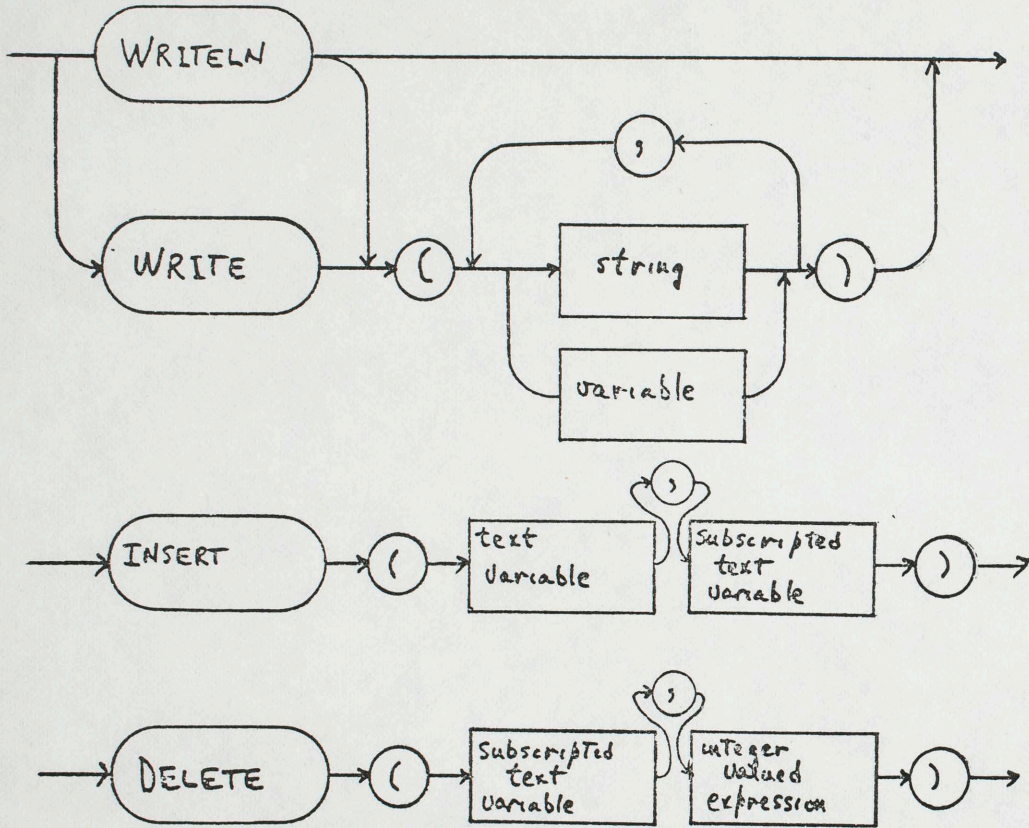 WRITELN
,
WRITE
(
string
)
variable
,
INSERT
(
text
variable
Subscripted
text
variable
)
,
DELETE
(
Subscripted
text
variable
integer
valued
expression
)